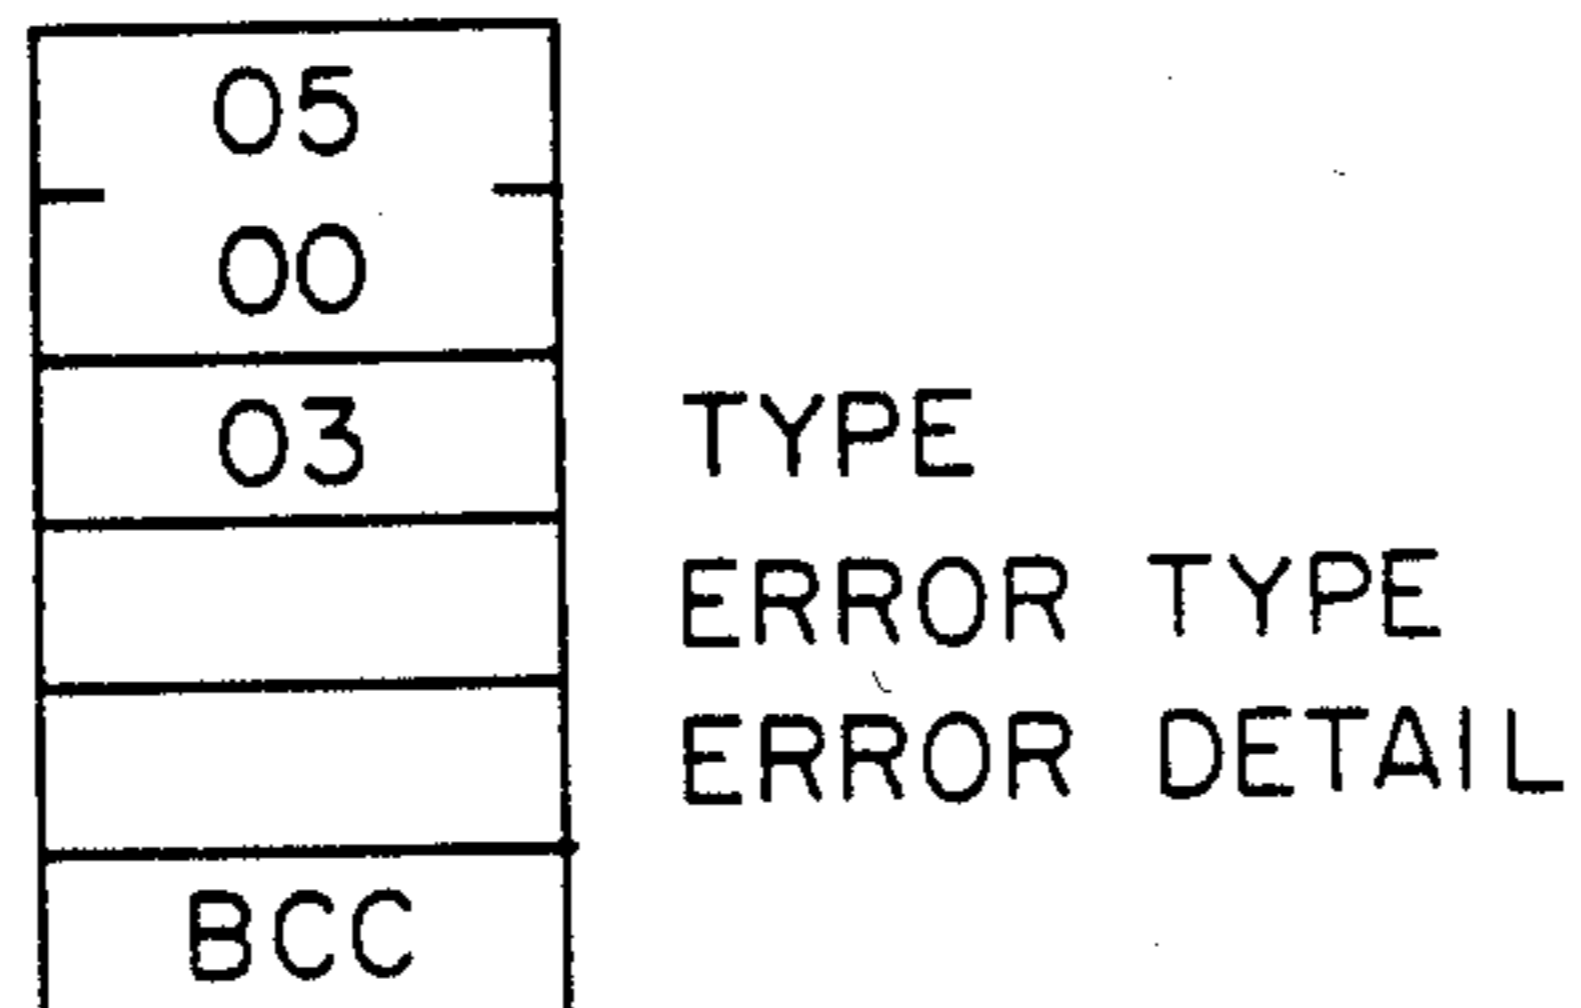 05
00
03 TYPE
ERROR TYPE
ERROR DETAIL
BCC